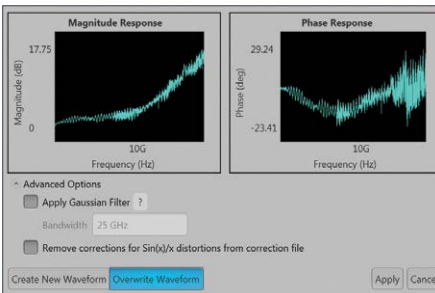 Magnitude Response
17.75
Magnitude (dB)
0
10G
Frequency (Hz)
Phase Response
29.24
Phase (deg)
-23.41
10G
Frequency (Hz)
Advanced Options
Apply Gaussian Filter ?
Bandwidth 25 GHz
Remove corrections for Sin(x)/x distortions from correction file
Create New Waveform Overwrite Waveform Apply Cance